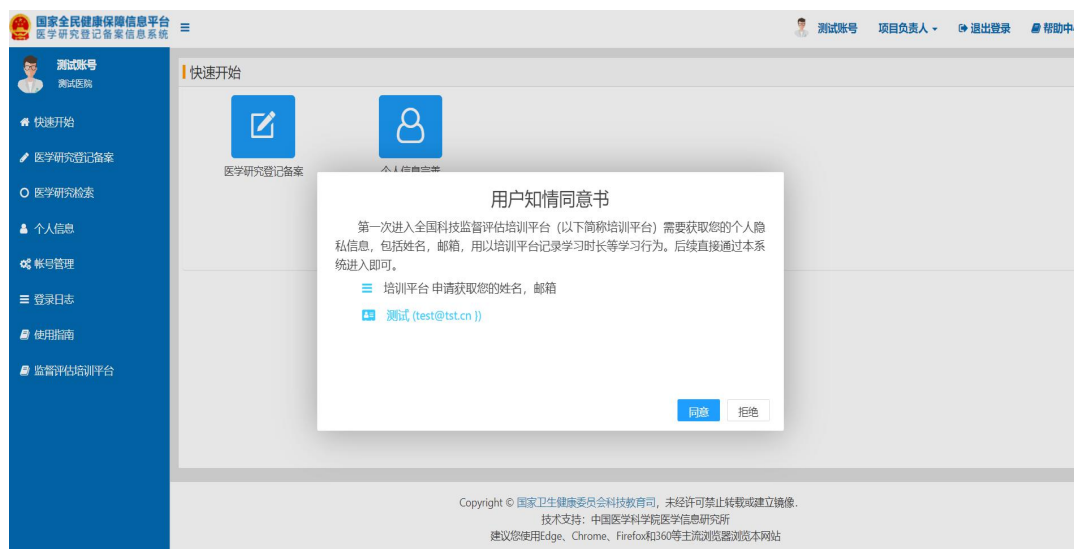 国家全民健康保障信息平台
医学研究登记备案信息系统
测试账号
项目负责人
退出登录
帮助中
测试账号
测试医院
快速开始
医学研究登记备案
医学研究检索
个人信息
帐号管理
登录日志
使用指南
监督评估培训平台
快速开始
医学研究登记备案
个人信息完善
用户知情同意书
第一次进入全国科技监督评估培训平台（以下简称培训平台）需要获取您的个人隐
私信息，包括姓名，邮箱，用以培训平台记录学习时长等学习行为。后续直接通过本系
统进入即可。
培训平台 申请获取您的姓名，邮箱
测试 (test@tst.cn ))
同意
拒绝
Copyright © 国家卫生健康委员会科技教育司，未经许可禁止转载或建立镜像.
技术支持：中国医学科学院医学信息研究所
建议您使用Edge、Chrome、Firefox和360等主流浏览器浏览本网站